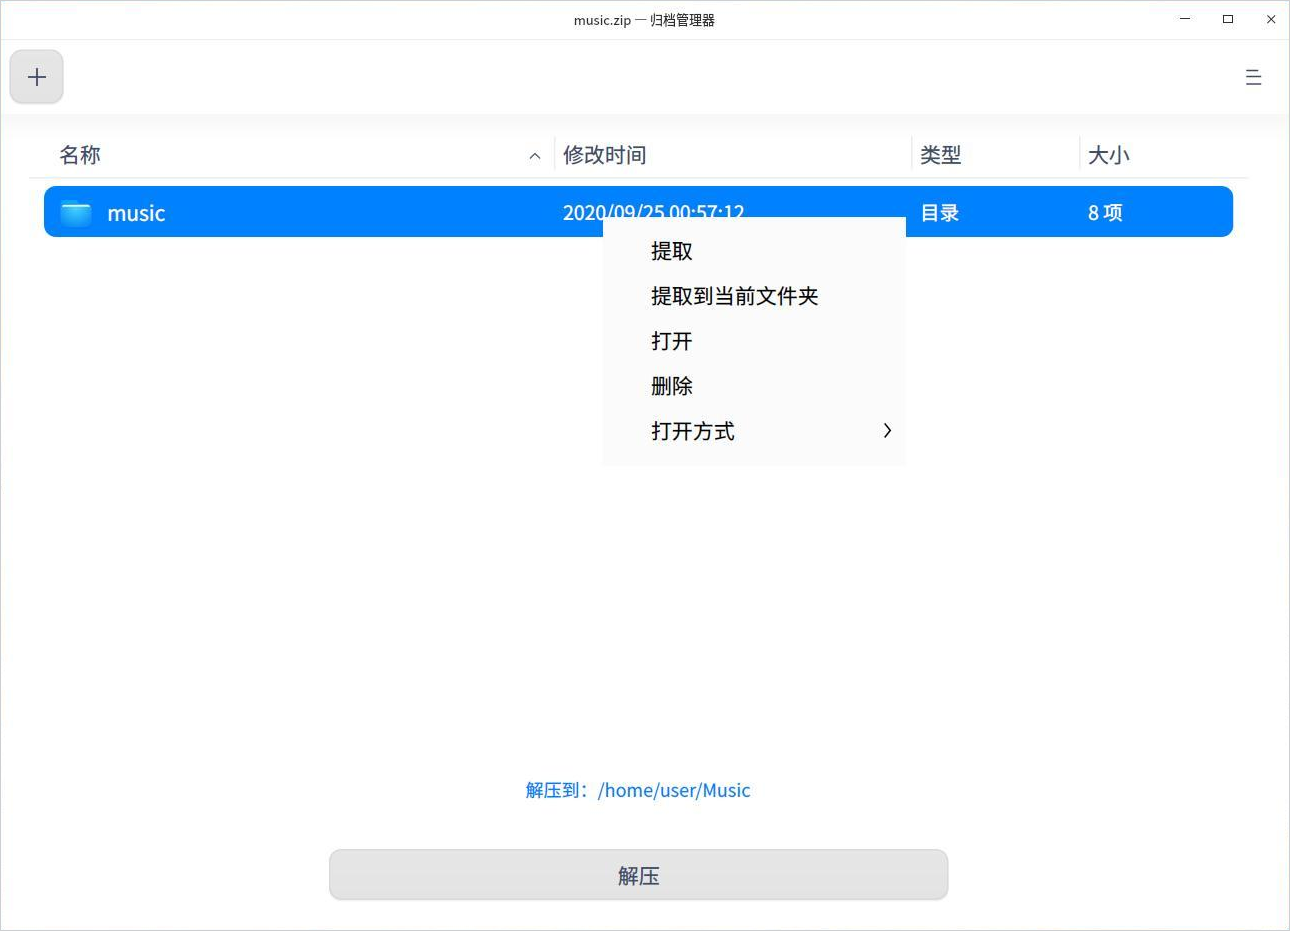 music.zip — 归档管理器
名称 修改时间 类型 大小
music 2020/09/25 00:57:12 目录 8 项
提取
提取到当前文件夹
打开
删除
打开方式
解压到：/home/user/Music
解压